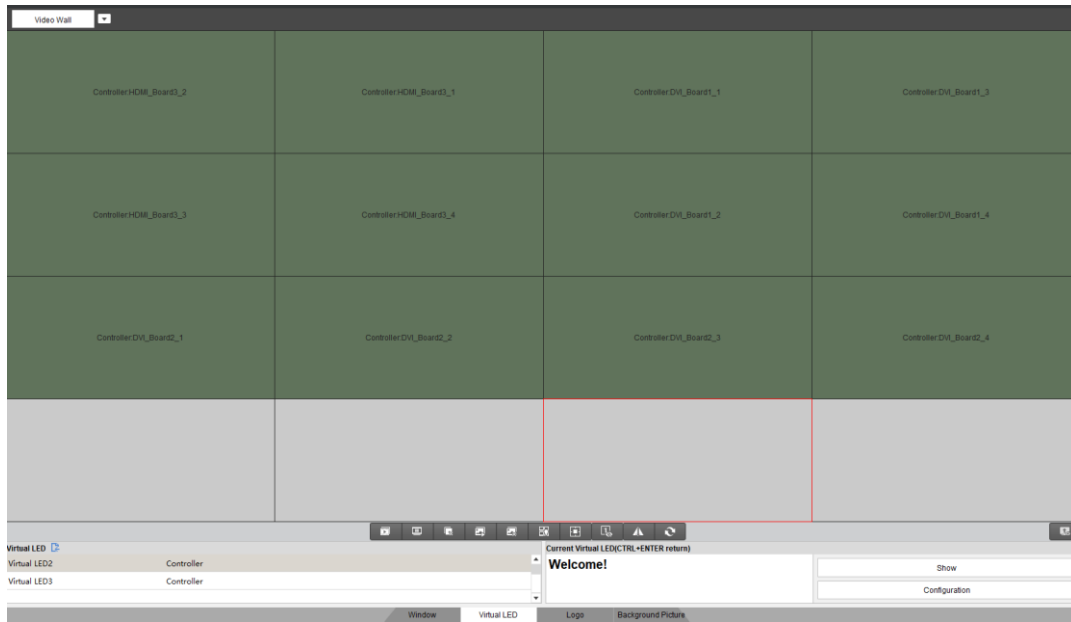 Video Wall
Controller:HDMI_Board3_2
Controller:HDMI_Board3_1
Controller:DVI_Board1_1
Controller:DVI_Board1_3
Controller:HDMI_Board3_3
Controller:HDMI_Board3_4
Controller:DVI_Board1_2
Controller:DVI_Board1_4
Controller:DVI_Board2_1
Controller:DVI_Board2_2
Controller:DVI_Board2_3
Controller:DVI_Board2_4
Virtual LED
Virtual LED2 Controller
Virtual LED3 Controller
Current Virtual LED(CTRL+ENTER return)
Welcome!
Show
Configuration
Window Virtual LED Logo Background Picture